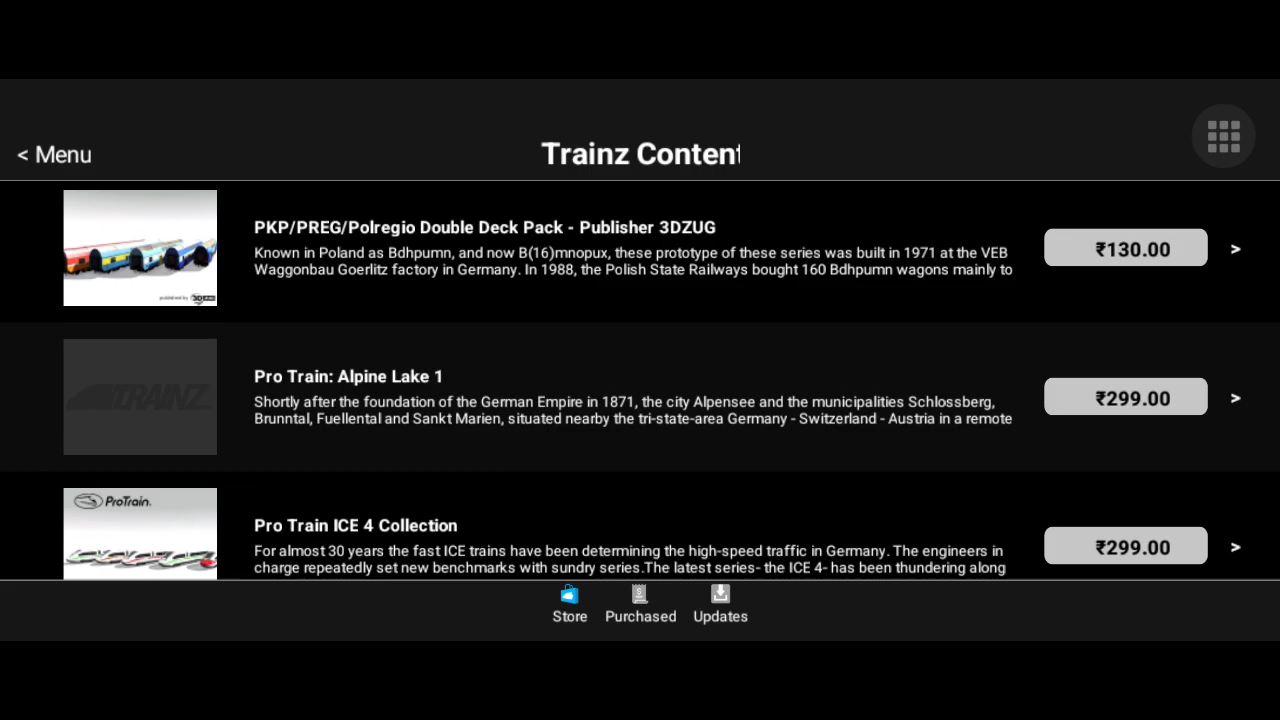 < Menu
Trainz Content
PKP/PREG/Polregio Double Deck Pack - Publisher 3DZUG
Known in Poland as Bdhpumn, and now B(16)mnopux, these prototype of these series was built in 1971 at the VEB
Waggonbau Goerlitz factory in Germany. In 1988, the Polish State Railways bought 160 Bdhpumn wagons mainly to
₹130.00
>
published by 3DZUG
TRAINZ
Pro Train: Alpine Lake 1
Shortly after the foundation of the German Empire in 1871, the city Alpensee and the municipalities Schlossberg,
Brunntal, Fuellental and Sankt Marien, situated nearby the tri-state-area Germany - Switzerland - Austria in a remote
₹299.00
>
ProTrain
Pro Train ICE 4 Collection
For almost 30 years the fast ICE trains have been determining the high-speed traffic in Germany. The engineers in
charge repeatedly set new benchmarks with sundry series.The latest series- the ICE 4- has been thundering along
₹299.00
>
Store
Purchased
Updates